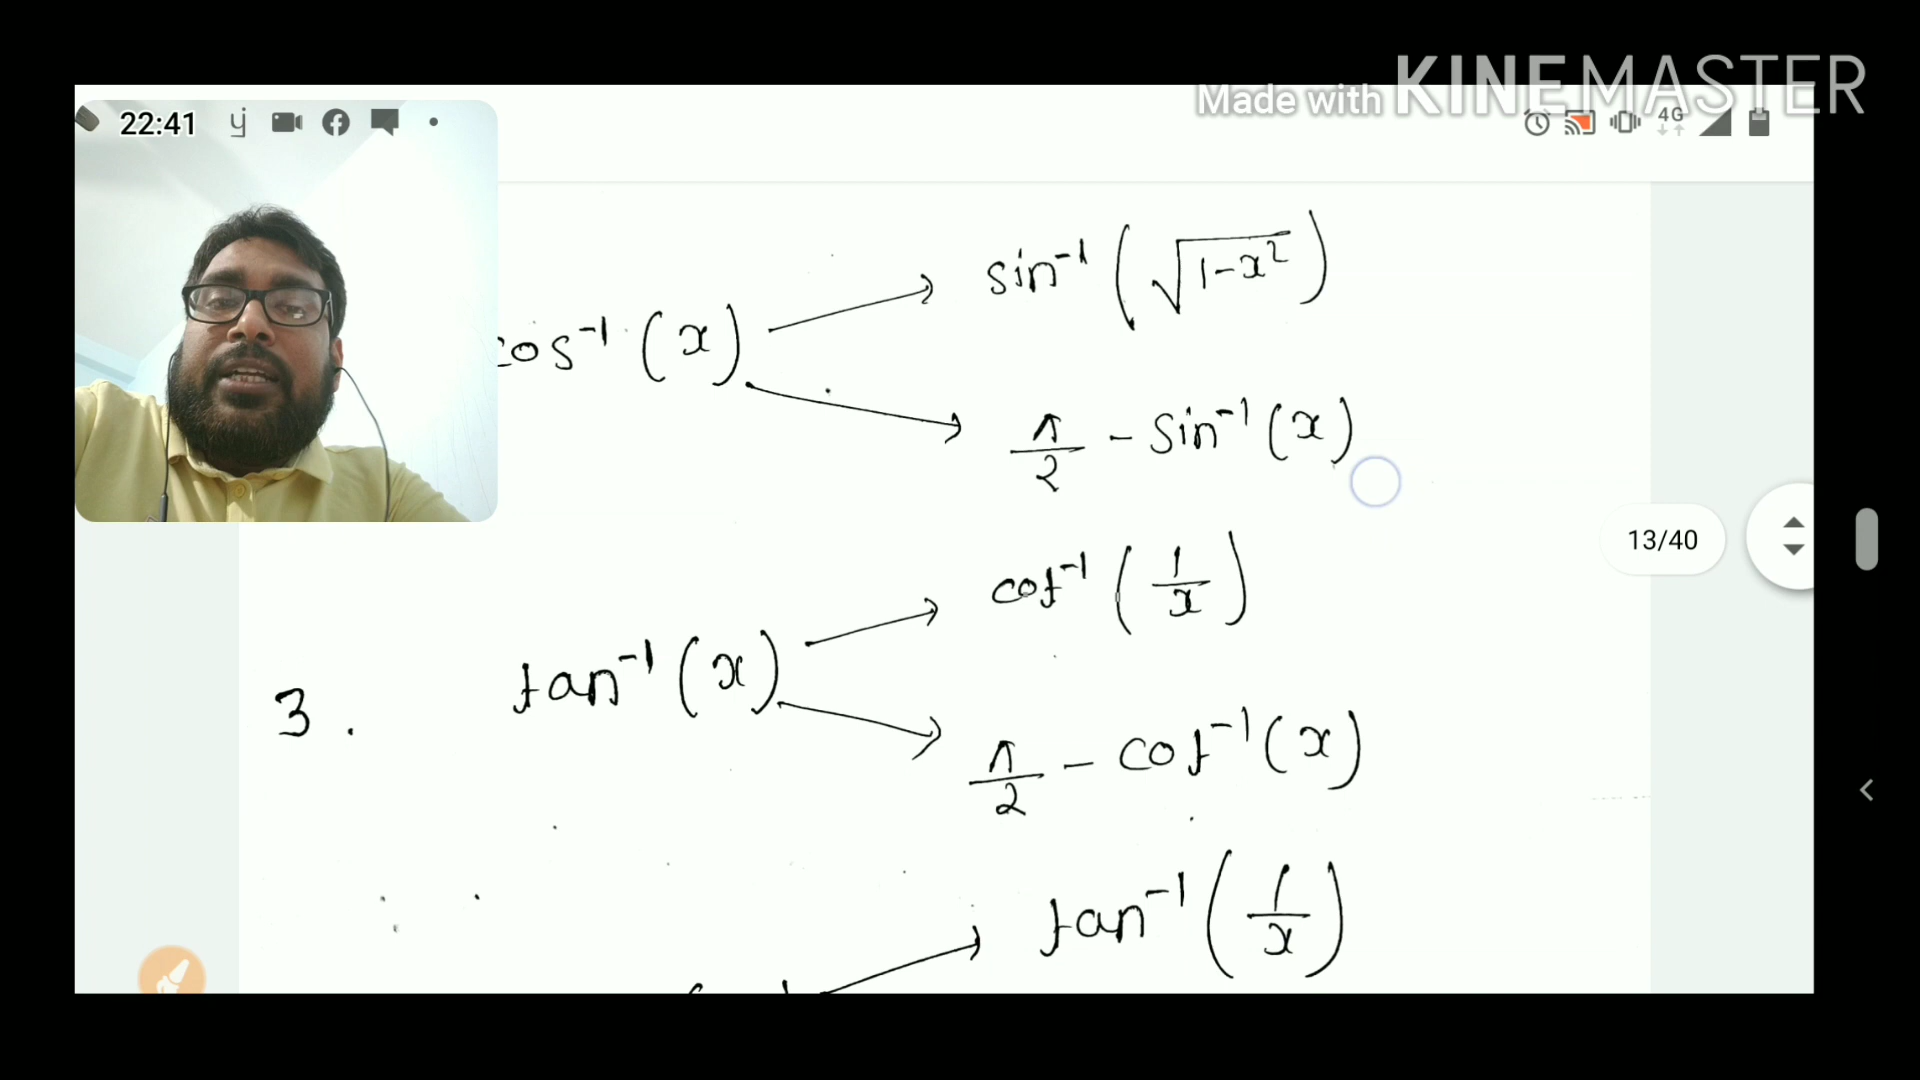 Made with KINEMASTER
22:41
4G
sin⁻¹ (√1-x²)
cos⁻¹ (x)
π/2 - sin⁻¹ (x)
13/40
cot⁻¹ (1/x)
3. tan⁻¹ (x)
π/2 - cot⁻¹ (x)
tan⁻¹ (1/x)